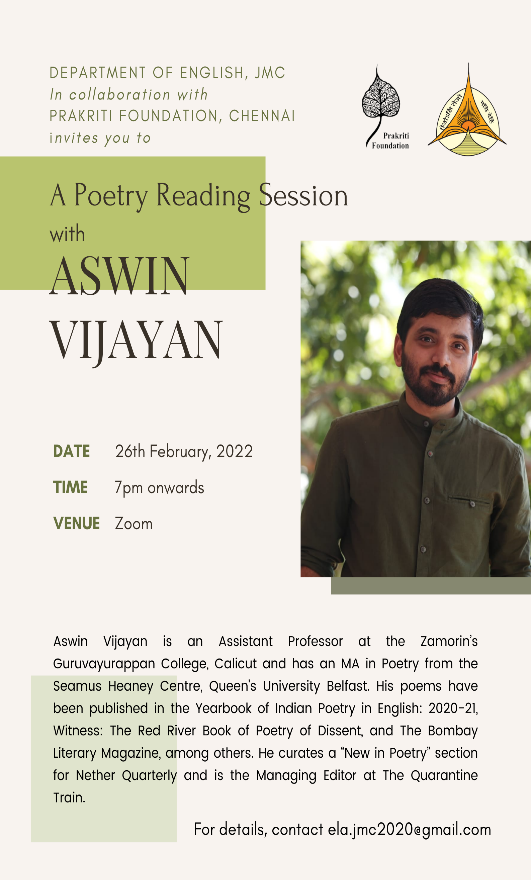 DEPARTMENT OF ENGLISH, JMC
In collaboration with
PRAKRITI FOUNDATION, CHENNAI
invites you to
Prakriti
Foundation
A Poetry Reading Session
with
ASWIN
VIJAYAN
DATE 26th February, 2022
TIME 7pm onwards
VENUE Zoom
Aswin Vijayan is an Assistant Professor at the Zamorin's
Guruvayurappan College, Calicut and has an MA in Poetry from the
Seamus Heaney Centre, Queen's University Belfast. His poems have
been published in the Yearbook of Indian Poetry in English: 2020-21,
Witness: The Red River Book of Poetry of Dissent, and The Bombay
Literary Magazine, among others. He curates a "New in Poetry" section
for Nether Quarterly and is the Managing Editor at The Quarantine
Train.
For details, contact ela.jmc2020@gmail.com